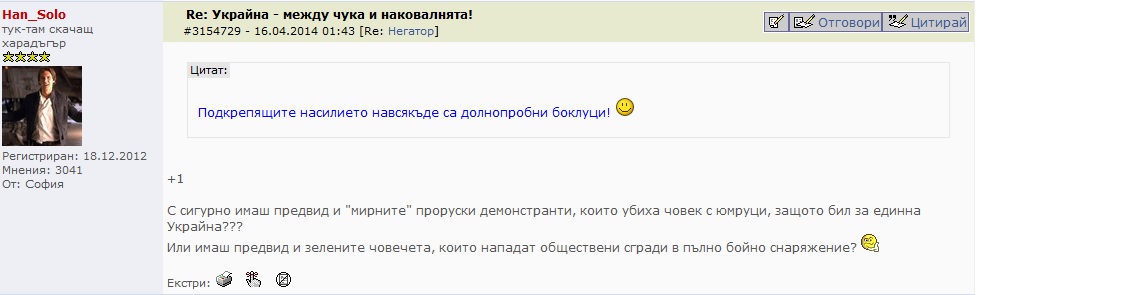 Han_Solo
тук-там скачащ
харадъгър
Регистриран: 18.12.2012
Мнения: 3041
От: София
Re: Украйна - между чука и наковалнята!
#3154729 - 16.04.2014 01:43 [Re: Негатор]
Отговори Цитирай
Цитат:
Подкрепящите насилието навсякъде са долнопробни боклуци!
+1
С сигурно имаш предвид и "мирните" проруски демонстранти, които убиха човек с юмруци, защото бил за единна
Украйна???
Или имаш предвид и зелените човечета, които нападат обществени сгради в пълно бойно снаряжение?
Екстри: